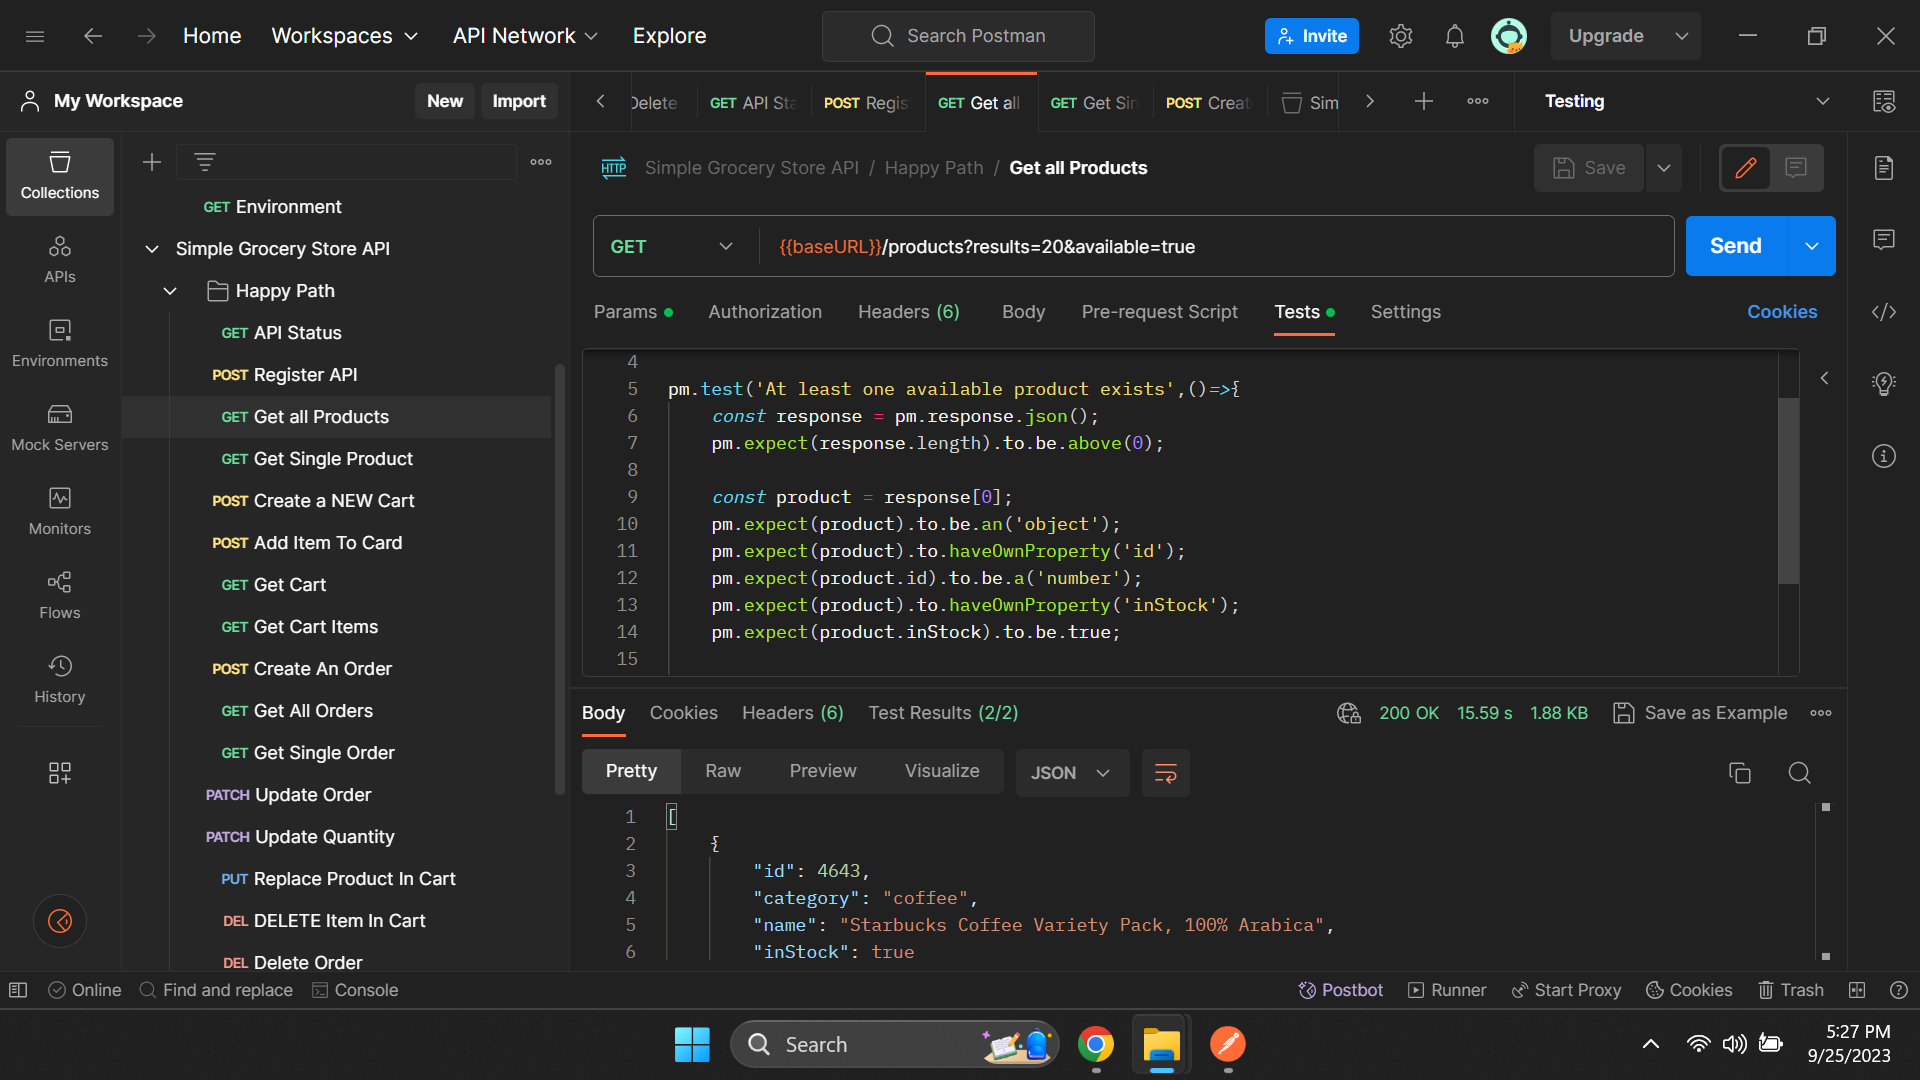 Home Workspaces API Network Explore Search Postman Invite Upgrade
My Workspace New Import Delete GET API Sta POST Regis GET Get all GET Get Sin POST Creat Sim Testing
Collections
APIs
Environments
Mock Servers
Monitors
Flows
History
GET Environment
Simple Grocery Store API
Happy Path
GET API Status
POST Register API
GET Get all Products
GET Get Single Product
POST Create a NEW Cart
POST Add Item To Card
GET Get Cart
GET Get Cart Items
POST Create An Order
GET Get All Orders
GET Get Single Order
PATCH Update Order
PATCH Update Quantity
PUT Replace Product In Cart
DEL DELETE Item In Cart
DEL Delete Order
HTTP Simple Grocery Store API / Happy Path / Get all Products Save
GET {{baseURL}}/products?results=20&available=true Send
Params Authorization Headers (6) Body Pre-request Script Tests Settings Cookies
4
5 pm.test('At least one available product exists',()=>{
6 const response = pm.response.json();
7 pm.expect(response.length).to.be.above(0);
8
9 const product = response[0];
10 pm.expect(product).to.be.an('object');
11 pm.expect(product).to.haveOwnProperty('id');
12 pm.expect(product.id).to.be.a('number');
13 pm.expect(product).to.haveOwnProperty('inStock');
14 pm.expect(product.inStock).to.be.true;
15
Body Cookies Headers (6) Test Results (2/2) 200 OK 15.59 s 1.88 KB Save as Example
Pretty Raw Preview Visualize JSON
1 [
2 {
3 "id": 4643,
4 "category": "coffee",
5 "name": "Starbucks Coffee Variety Pack, 100% Arabica",
6 "inStock": true
Online Find and replace Console Postbot Runner Start Proxy Cookies Trash
Search
5:27 PM
9/25/2023